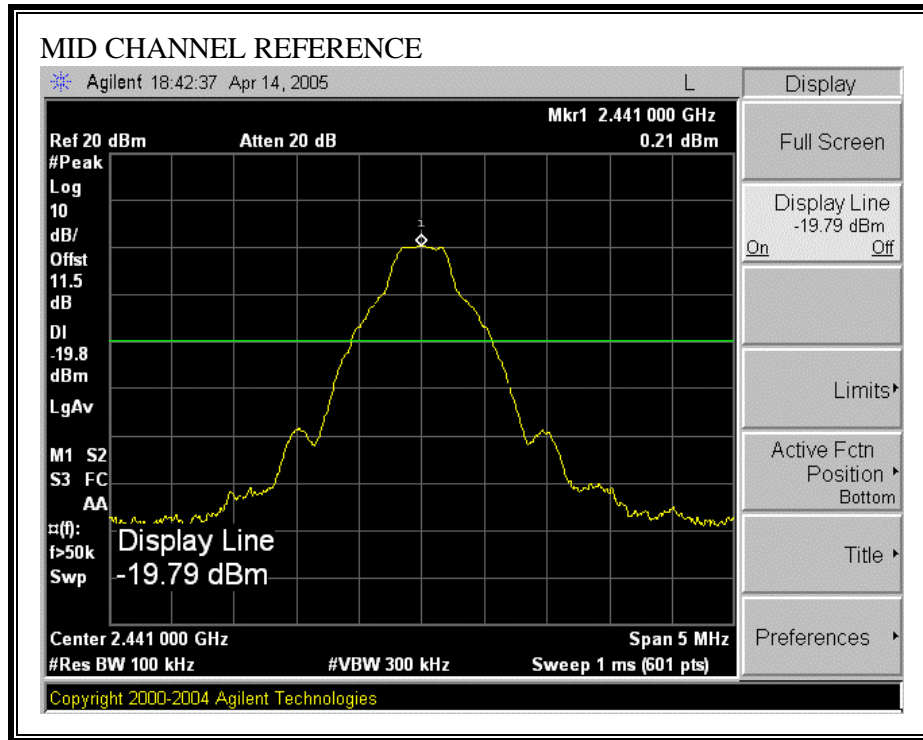 MID CHANNEL REFERENCE
Agilent 18:42:37 Apr 14, 2005 L
Mkr1 2.441 000 GHz
Ref 20 dBm Atten 20 dB 0.21 dBm
#Peak
Log
10
dB/
Offst
11.5
dB
DI
-19.8
dBm
LgAv
M1 S2
S3 FC
AA
¤(f):
f>50k
Swp
1
Display Line
-19.79 dBm
Center 2.441 000 GHz Span 5 MHz
#Res BW 100 kHz #VBW 300 kHz Sweep 1 ms (601 pts)
Copyright 2000-2004 Agilent Technologies
Display
Full Screen
Display Line
-19.79 dBm
On Off
Limits
Active Fctn
Position
Bottom
Title
Preferences